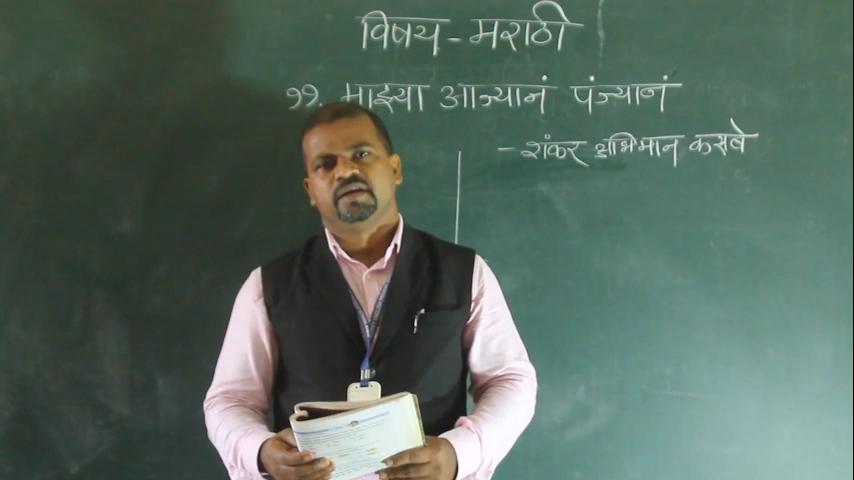 विषय - मराठी
११. माझ्या आज्यानं पंज्यानं
- शंकर अभिमान कसबे